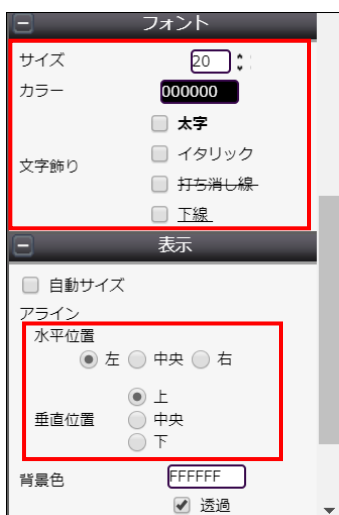 フォント
サイズ 20
カラー 000000
太字
イタリック
文字飾り
打ち消し線
下線
表示
自動サイズ
アライン
水平位置
左 中央 右
上
垂直位置 中央
下
背景色 FFFFFF
透過